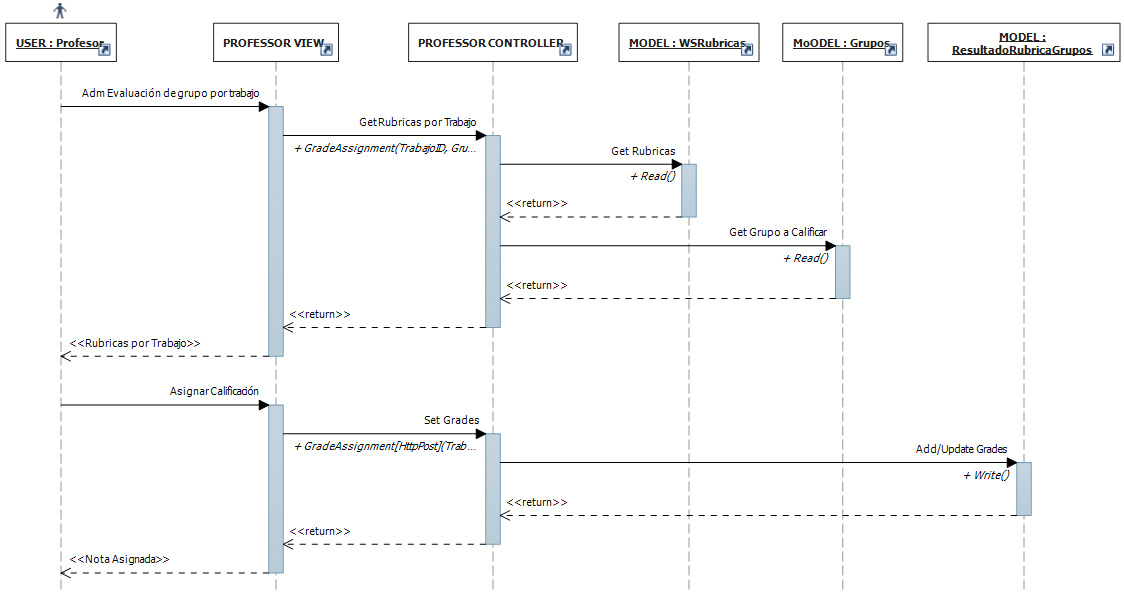 USER : Profesor
PROFESSOR VIEW
PROFESSOR CONTROLLER
MODEL : WSRubricas
MoODEL : Grupos
MODEL :
ResultadoRubricaGrupos
Adm Evaluación de grupo por trabajo
Get Rubricas por Trabajo
+ GradeAssignment(TrabajoID, Gru...
Get Rubricas
+ Read()
<<return>>
Get Grupo a Calificar
+ Read()
<<return>>
<<return>>
<<Rubricas por Trabajo>>
Asignar Calificación
Set Grades
+ GradeAssignment[HttpPost](Trab...
Add/Update Grades
+ Write()
<<return>>
<<return>>
<<Nota Asignada>>